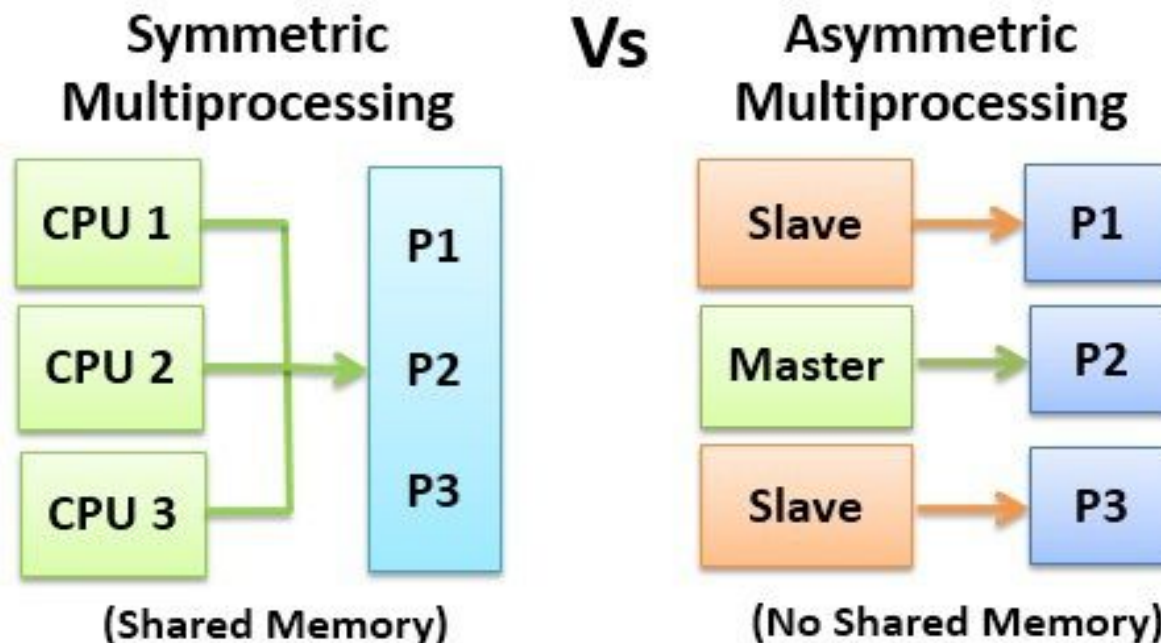 Symmetric
Multiprocessing
Vs
Asymmetric
Multiprocessing
CPU 1
CPU 2
CPU 3
P1
P2
P3
(Shared Memory)
Slave
P1
Master
P2
Slave
P3
(No Shared Memory)